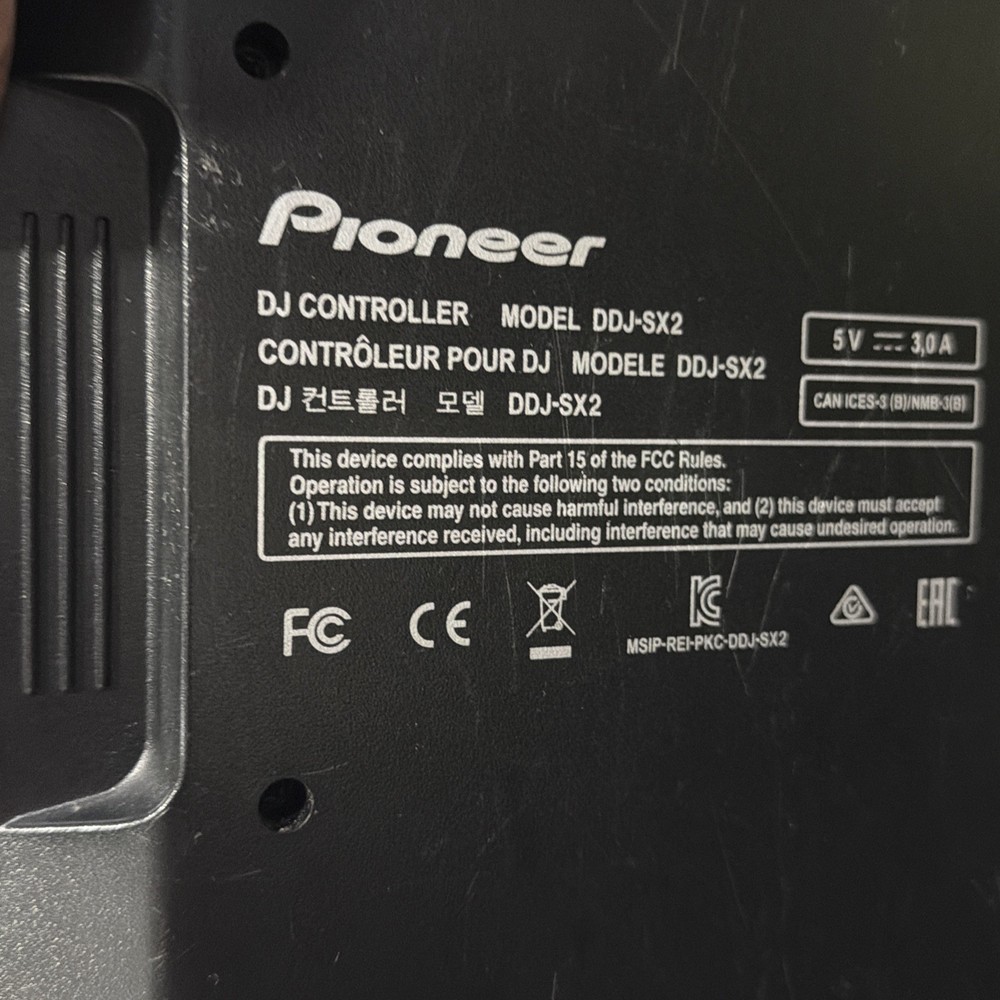 Pioneer
DJ CONTROLLER MODEL DDJ-SX2
CONTRÔLEUR POUR DJ MODELE DDJ-SX2
DJ 컨트롤러 모델 DDJ-SX2
5 V ⎓ 3,0 A
CAN ICES-3 (B)/NMB-3(B)
This device complies with Part 15 of the FCC Rules.
Operation is subject to the following two conditions:
(1) This device may not cause harmful interference, and (2) this device must accept
any interference received, including interference that may cause undesired operation.
FC CE KC EAC
MSIP-REI-PKC-DDJ-SX2